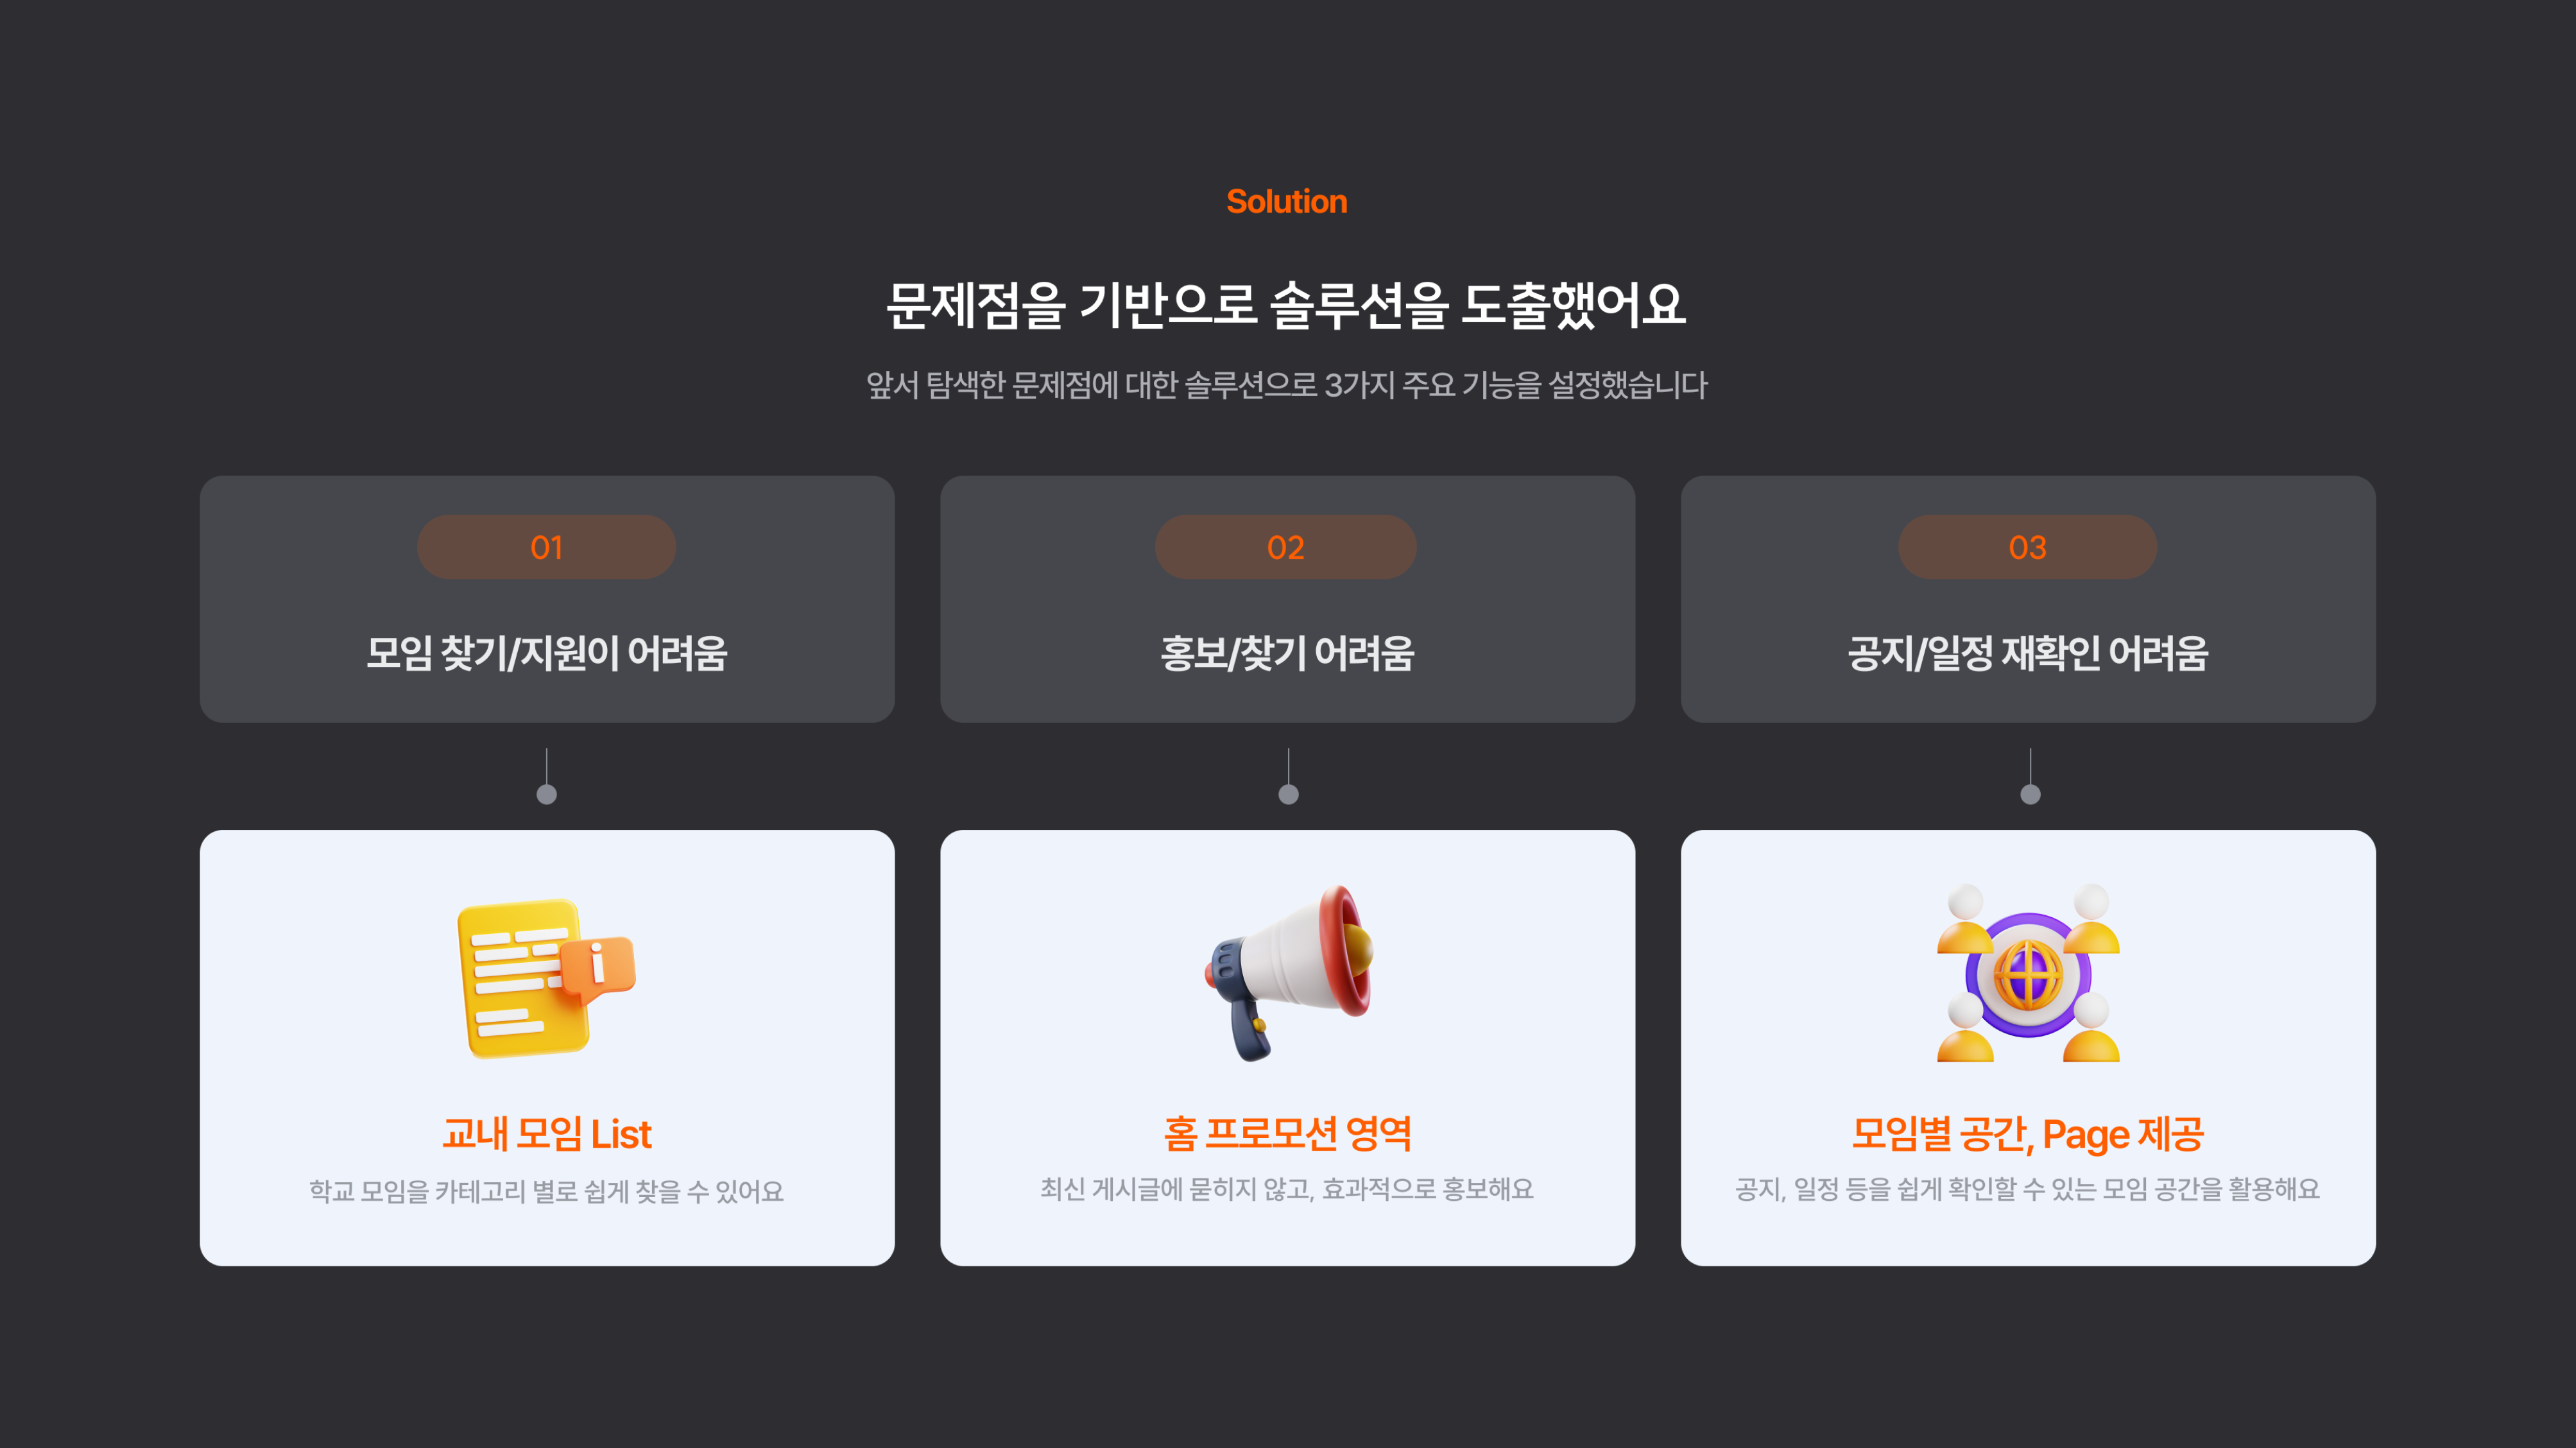 Solution
문제점을 기반으로 솔루션을 도출했어요
앞서 탐색한 문제점에 대한 솔루션으로 3가지 주요 기능을 설정했습니다
01
모임 찾기/지원이 어려움
02
홍보/찾기 어려움
03
공지/일정 재확인 어려움
교내 모임 List
학교 모임을 카테고리 별로 쉽게 찾을 수 있어요
홈 프로모션 영역
최신 게시글에 묻히지 않고, 효과적으로 홍보해요
모임별 공간, Page 제공
공지, 일정 등을 쉽게 확인할 수 있는 모임 공간을 활용해요